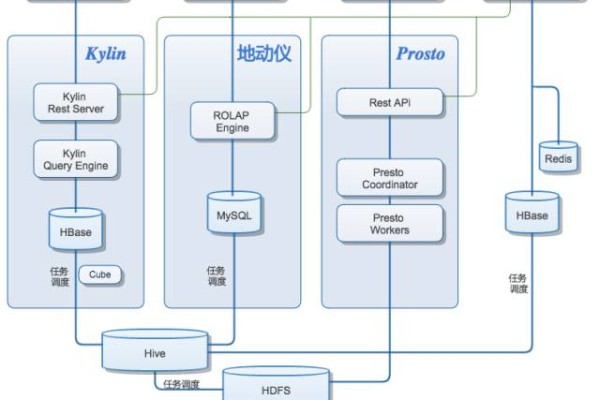 Kylin
地动仪
Prosto
Kylin
Rest Server
ROLAP
Engine
Rest APi
Kylin
Query Engine
Presto
Coordinator
Redis
HBase
MySQL
Presto
Workers
HBase
任务
调度
Cube
任务
调度
任务
调度
Hive
任务调度
HDFS